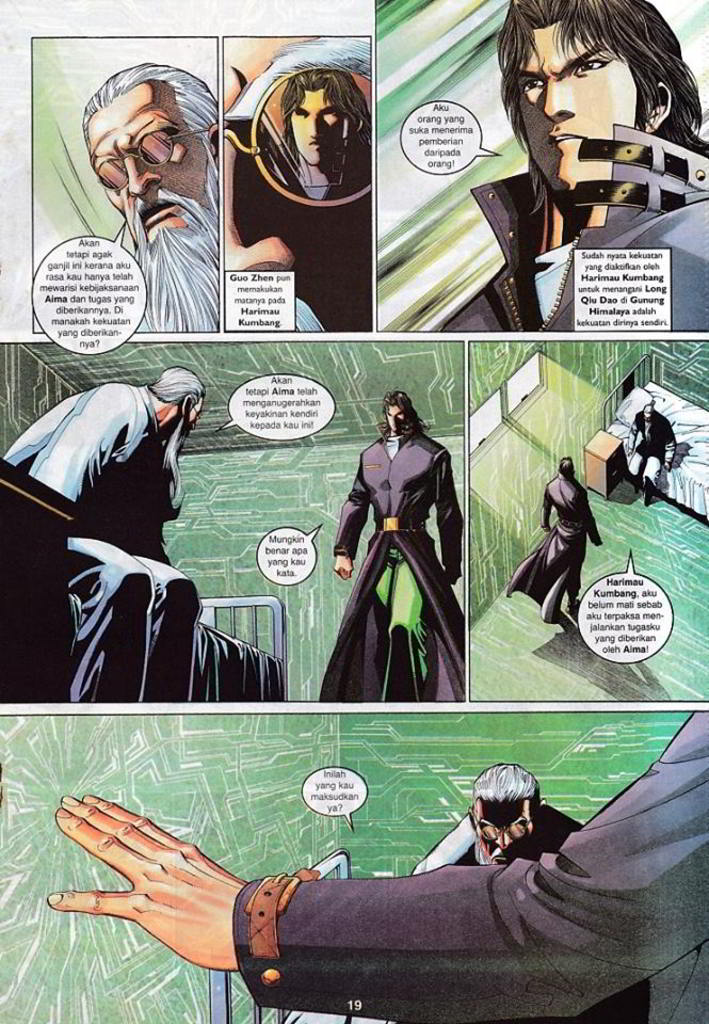 Akan
tetapi agak
ganjil ini kerana aku
rasa kau hanya telah
mewarisi kebijaksanaan
Aima dan tugas yang
diberikannya. Di
manakah kekuatan
yang diberikan-
nya?
Guo Zhen pun
memakukan
matanya pada
Harimau
Kumbang.
Aku
orang yang
suka menerima
pemberian
daripada
orang!
Sudah nyata kekuatan
yang diaktifkan oleh
Harimau Kumbang
untuk menangani Long
Qiu Dao di Gunung
Himalaya adalah
kekuatan dirinya sendiri.
Akan
tetapi Aima telah
menganugerahkan
keyakinan kendiri
kepada kau ini!
Mungkin
benar apa
yang kau
kata.
Harimau
Kumbang, aku
belum mati sebab
aku terpaksa men-
jalankan tugasku
yang diberikan
oleh Aima!
Inilah
yang kau
maksudkan
ya?
19